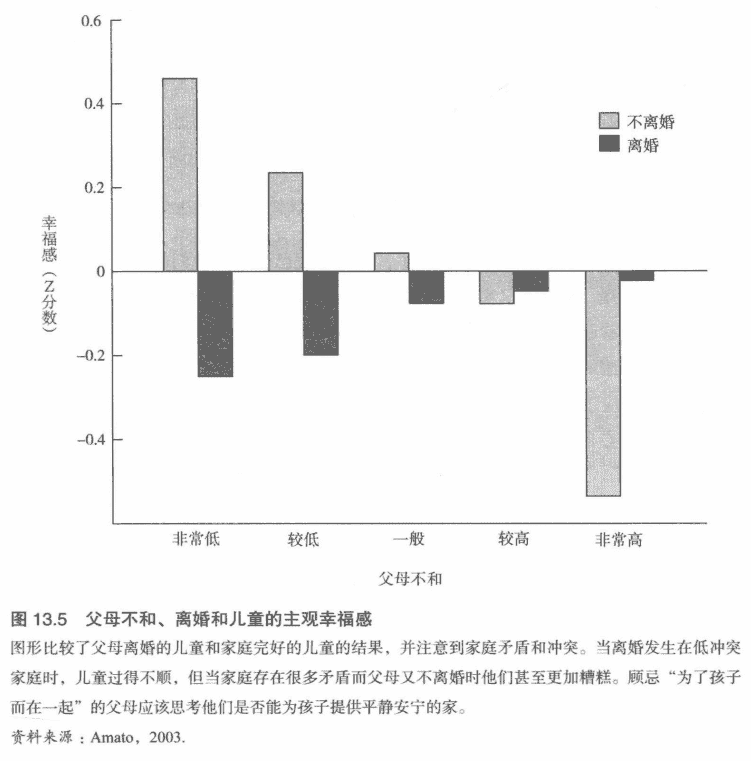 0.6
0.4
0.2
0
-0.2
-0.4
幸福感（Z分数）
不离婚
离婚
非常低 较低 一般 较高 非常高
父母不和
图 13.5 父母不和、离婚和儿童的主观幸福感
图形比较了父母离婚的儿童和家庭完好的儿童的结果，并注意到家庭矛盾和冲突。当离婚发生在低冲突
家庭时，儿童过得不顺，但当家庭存在很多矛盾而父母又不离婚时他们甚至更加糟糕。顾忌“为了孩子
而在一起”的父母应该思考他们是否能为孩子提供平静安宁的家。
资料来源：Amato，2003.